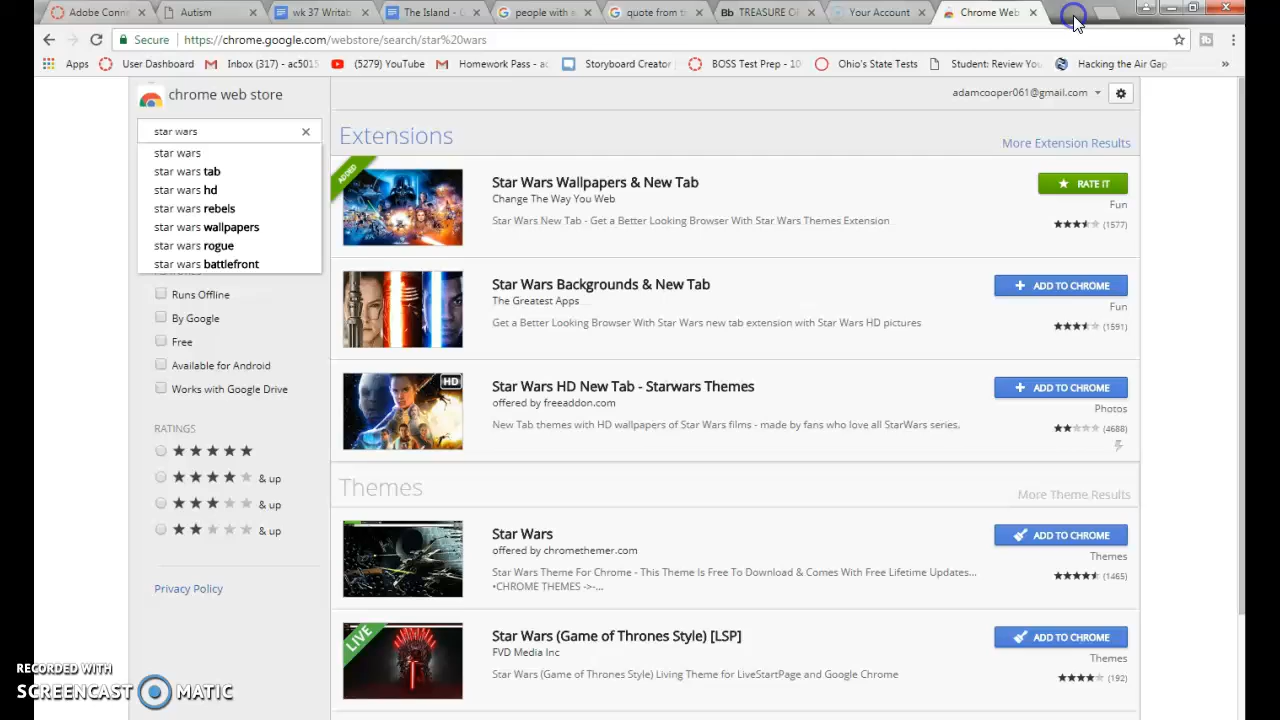 Adobe Conn
Autism
wk 37 Writab
The Island - C
people with a
quote from th
Bb TREASURE C
Your Account
Chrome Web
Secure
https://chrome.google.com/webstore/search/star%20wars
Apps
User Dashboard
Inbox (317) - ac5015
(5279) YouTube
Homework Pass - ac
Storyboard Creator
BOSS Test Prep - 10
Ohio's State Tests
Student: Review You
Hacking the Air Gap
»
chrome web store
adamcooper061@gmail.com
star wars
star wars
star wars tab
star wars hd
star wars rebels
star wars wallpapers
star wars rogue
star wars battlefront
Runs Offline
By Google
Free
Available for Android
Works with Google Drive
RATINGS
& up
& up
& up
Privacy Policy
Extensions
More Extension Results
ADDED
Star Wars Wallpapers & New Tab
Change The Way You Web
Star Wars New Tab - Get a Better Looking Browser With Star Wars Themes Extension
RATE IT
Fun
(1577)
Star Wars Backgrounds & New Tab
The Greatest Apps
Get a Better Looking Browser With Star Wars new tab extension with Star Wars HD pictures
ADD TO CHROME
Fun
(1591)
HD
Star Wars HD New Tab - Starwars Themes
offered by freeaddon.com
New Tab themes with HD wallpapers of Star Wars films - made by fans who love all StarWars series.
ADD TO CHROME
Photos
(4688)
Themes
More Theme Results
Star Wars
offered by chromethemer.com
Star Wars Theme For Chrome - This Theme Is Free To Download & Comes With Free Lifetime Updates...
•CHROME THEMES ->-...
ADD TO CHROME
Themes
(1465)
LIVE
Star Wars (Game of Thrones Style) [LSP]
FVD Media Inc
Star Wars (Game of Thrones Style) Living Theme for LiveStartPage and Google Chrome
ADD TO CHROME
Themes
(192)
RECORDED WITH
SCREENCAST MATIC